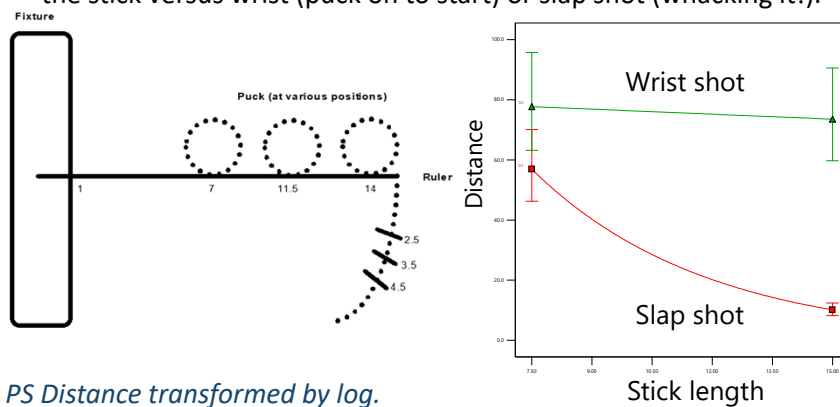 the stick versus wrist (puck on to start) or slap shot (whacking it!).
Fixture
Puck (at various positions)
Ruler
1
7
11.5
14
2.5
3.5
4.5
PS Distance transformed by log.
100.0
80.0
60.0
40.0
20.0
0.0
Distance
Wrist shot
Slap shot
7.50
9.00
10.50
12.00
13.50
15.00
Stick length